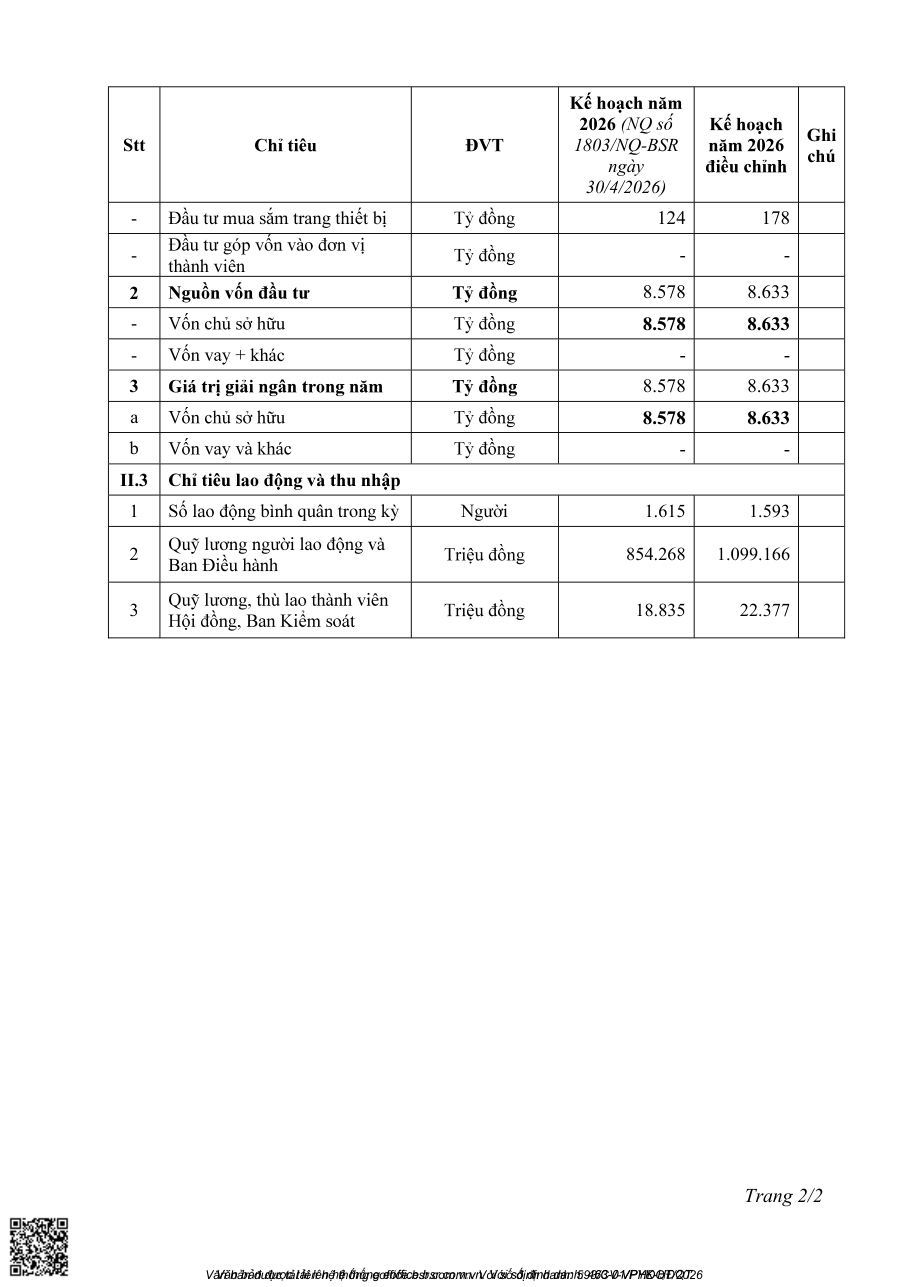 Stt Chỉ tiêu ĐVT Kế hoạch năm 2026 (NQ số 1803/NQ-BSR ngày 30/4/2026) Kế hoạch năm 2026 điều chỉnh Ghi chú
- Đầu tư mua sắm trang thiết bị Tỷ đồng 124 178
- Đầu tư góp vốn vào đơn vị thành viên Tỷ đồng - -
2 Nguồn vốn đầu tư Tỷ đồng 8.578 8.633
- Vốn chủ sở hữu Tỷ đồng 8.578 8.633
- Vốn vay + khác Tỷ đồng - -
3 Giá trị giải ngân trong năm Tỷ đồng 8.578 8.633
a Vốn chủ sở hữu Tỷ đồng 8.578 8.633
b Vốn vay và khác Tỷ đồng - -
II.3 Chỉ tiêu lao động và thu nhập
1 Số lao động bình quân trong kỳ Người 1.615 1.593
2 Quỹ lương người lao động và Ban Điều hành Triệu đồng 854.268 1.099.166
3 Quỹ lương, thù lao thành viên Hội đồng, Ban Kiểm soát Triệu đồng 18.835 22.377
Trang 2/2